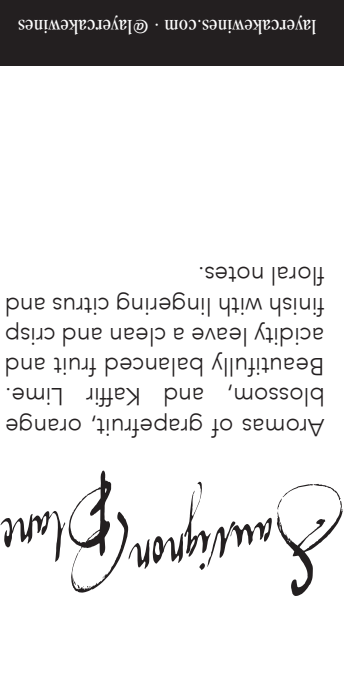 Sauvignon Blanc
Aromas of grapefruit, orange
blossom, and Kaffir Lime.
Beautifully balanced fruit and
acidity leave a clean and crisp
finish with lingering citrus and
floral notes.
layercakewines.com · @layercakewines